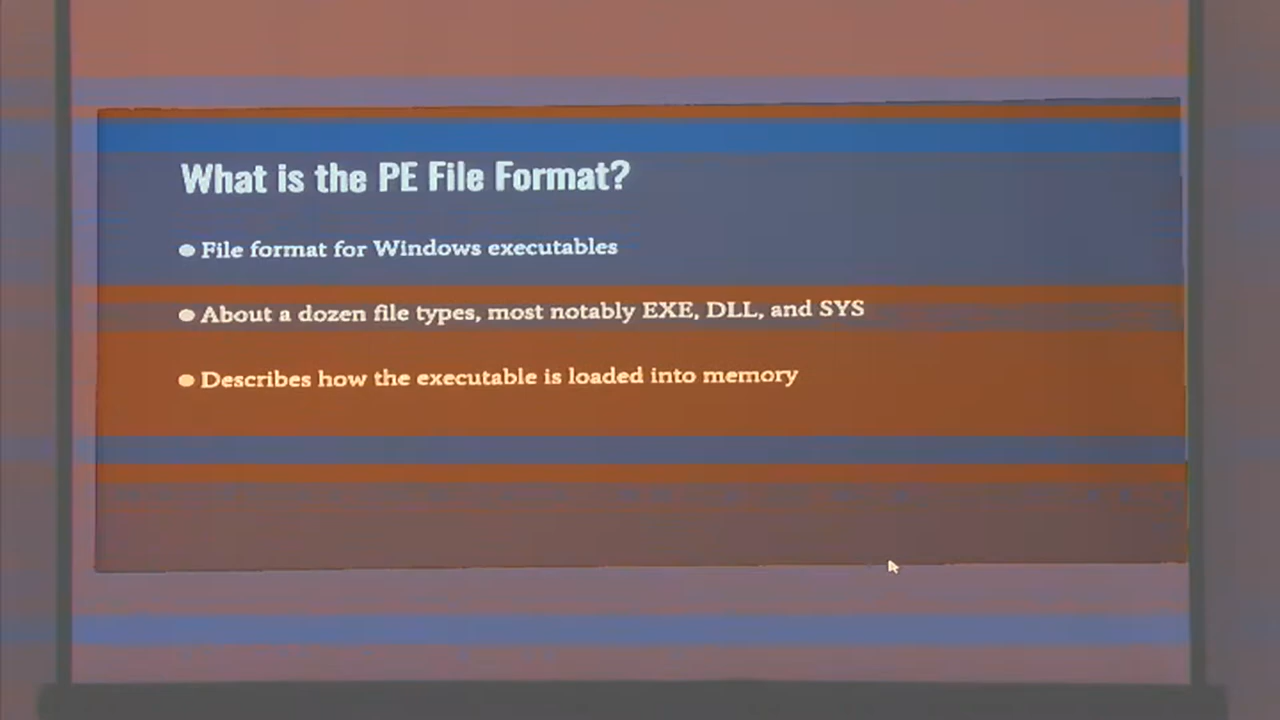 What is the PE File Format?
● File format for Windows executables
● About a dozen file types, most notably EXE, DLL, and SYS
● Describes how the executable is loaded into memory